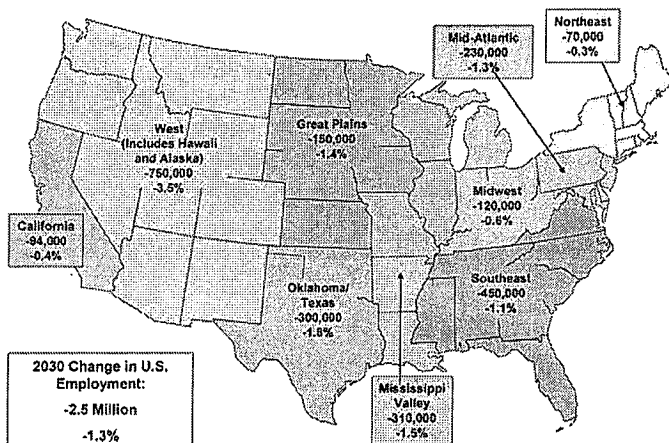 Northeast
-70,000
-0.3%
Mid-Atlantic
-230,000
-1.3%
West
(Includes Hawaii
and Alaska)
-750,000
-3.5%
Great Plains
-150,000
-1.4%
Midwest
-120,000
-0.6%
California
-94,000
-0.4%
Oklahoma/
Texas
-300,000
-1.8%
Southeast
-450,000
-1.1%
Mississippi
Valley
-310,000
-1.5%
2030 Change in U.S.
Employment:
-2.5 Million
-1.3%